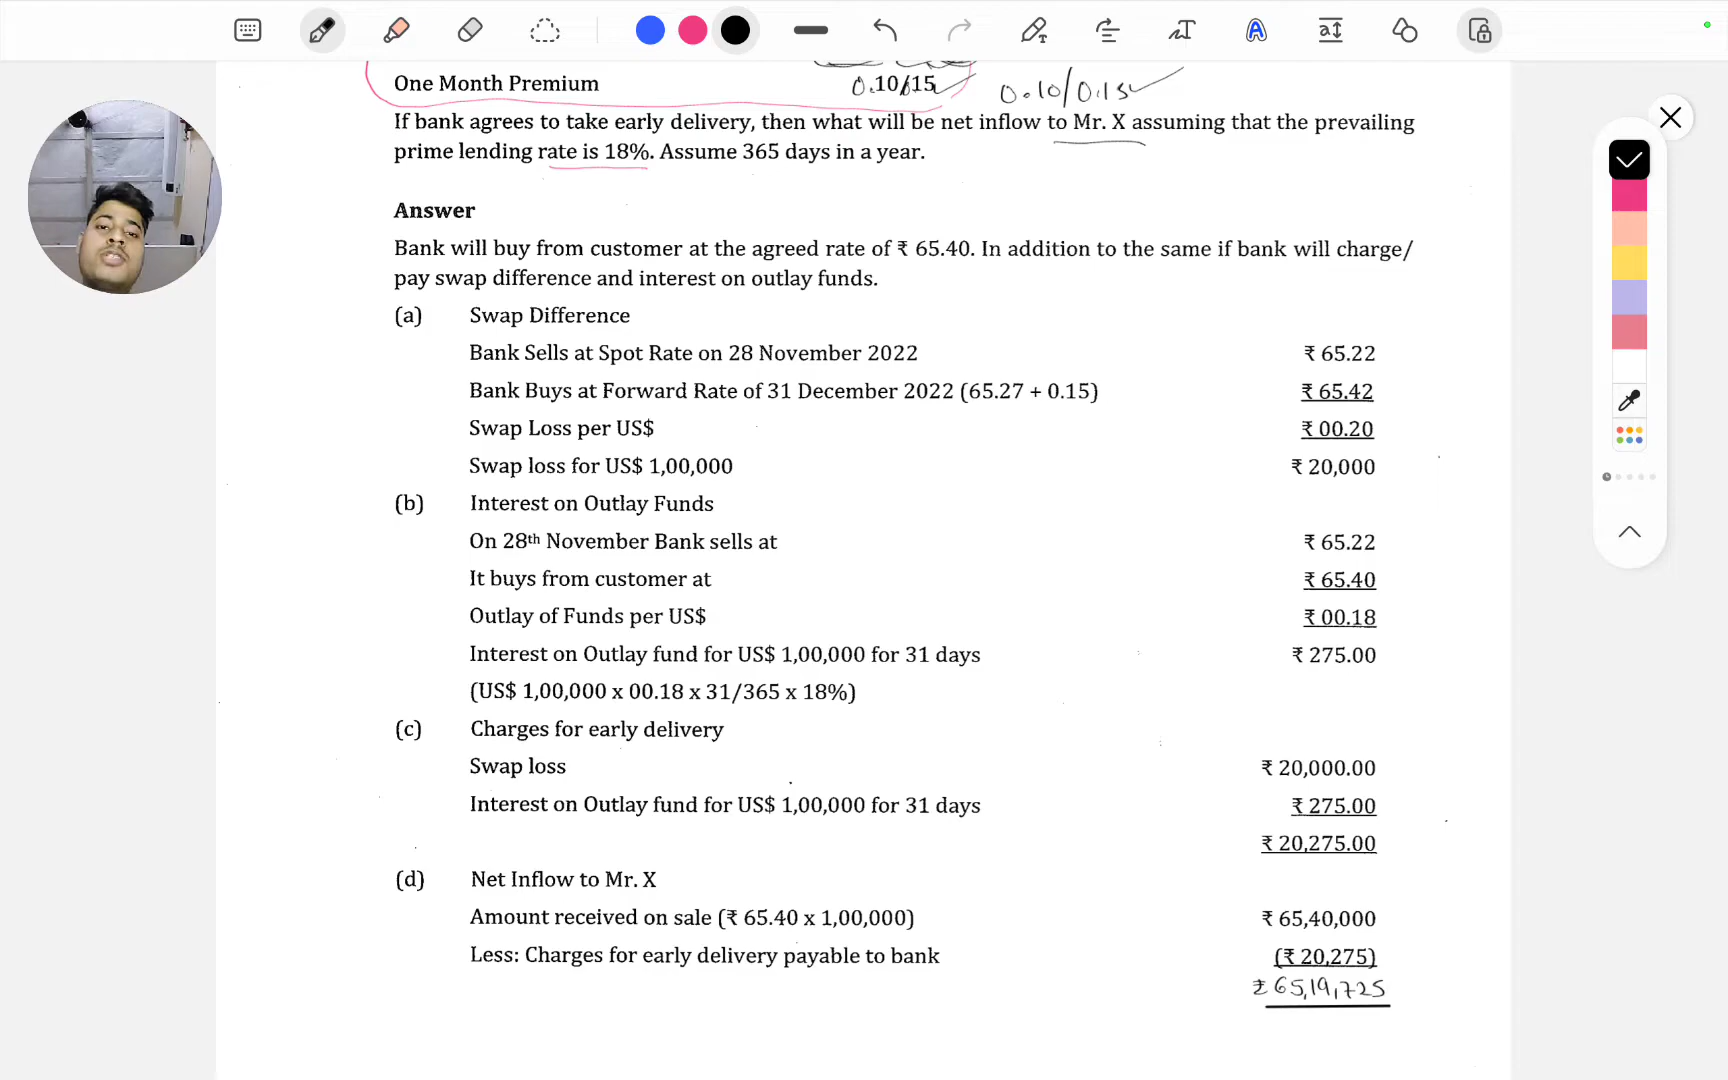 One Month Premium 0.10/15 0.10/0.15
If bank agrees to take early delivery, then what will be net inflow to Mr. X assuming that the prevailing
prime lending rate is 18%. Assume 365 days in a year.
Answer
Bank will buy from customer at the agreed rate of ₹ 65.40. In addition to the same if bank will charge/
pay swap difference and interest on outlay funds.
(a) Swap Difference
Bank Sells at Spot Rate on 28 November 2022 ₹ 65.22
Bank Buys at Forward Rate of 31 December 2022 (65.27 + 0.15) ₹ 65.42
Swap Loss per US$ ₹ 00.20
Swap loss for US$ 1,00,000 ₹ 20,000
(b) Interest on Outlay Funds
On 28th November Bank sells at ₹ 65.22
It buys from customer at ₹ 65.40
Outlay of Funds per US$ ₹ 00.18
Interest on Outlay fund for US$ 1,00,000 for 31 days ₹ 275.00
(US$ 1,00,000 x 00.18 x 31/365 x 18%)
(c) Charges for early delivery
Swap loss ₹ 20,000.00
Interest on Outlay fund for US$ 1,00,000 for 31 days ₹ 275.00
₹ 20,275.00
(d) Net Inflow to Mr. X
Amount received on sale (₹ 65.40 x 1,00,000) ₹ 65,40,000
Less: Charges for early delivery payable to bank (₹ 20,275)
₹ 65,19,725